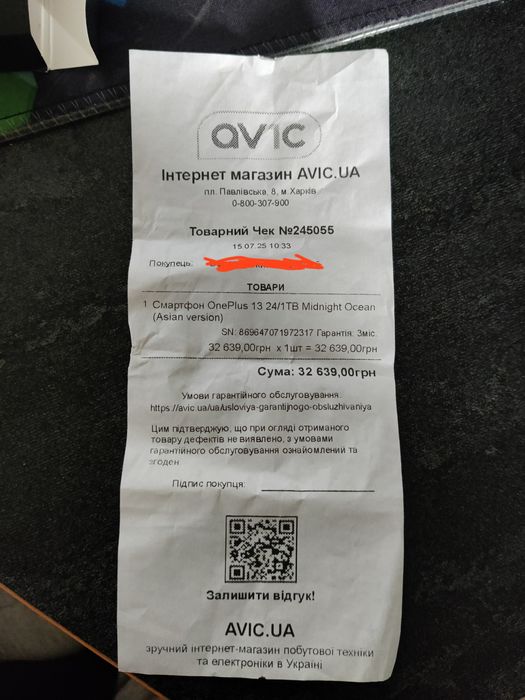 avic
Інтернет магазин AVIC.UA
пл. Павлівська, 8, м.Харків
0-800-307-900
Товарний Чек №245055
15.07.25 10:33
Покупець:
ТОВАРИ
1 Смартфон OnePlus 13 24/1TB Midnight Ocean
(Asian version)
SN: 869647071972317 Гарантія: 3міс.
32 639,00грн x 1шт = 32 639,00грн
Сума: 32 639,00грн
Умови гарантійного обслуговування:
https://avic.ua/ua/usloviya-garantijnogo-obsluzhivaniya
Цим підтверджую, що при огляді отриманого
товару дефектів не виявлено, з умовами
гарантійного обслуговування ознайомлений та
згоден
Підпис покупця:
Залишити відгук!
AVIC.UA
зручний інтернет-магазин побутової техніки
та електроніки в Україні